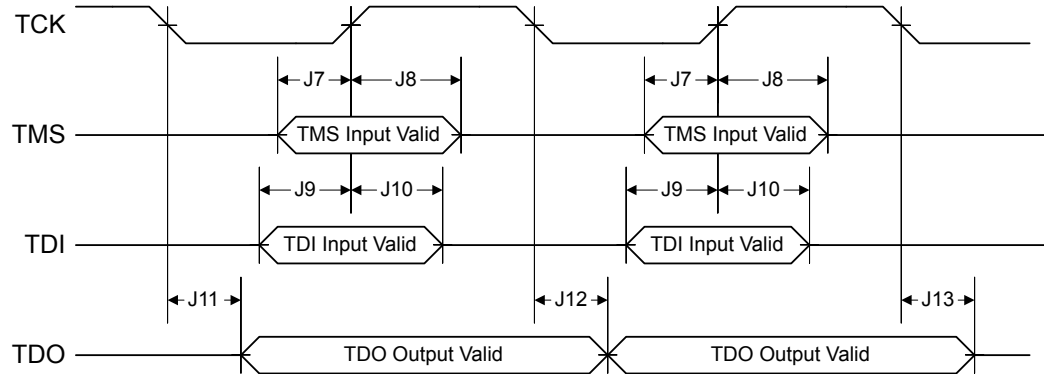 TCK
J7 J8 J7 J8
TMS TMS Input Valid TMS Input Valid
J9 J10 J9 J10
TDI TDI Input Valid TDI Input Valid
J11 J12 J13
TDO TDO Output Valid TDO Output Valid